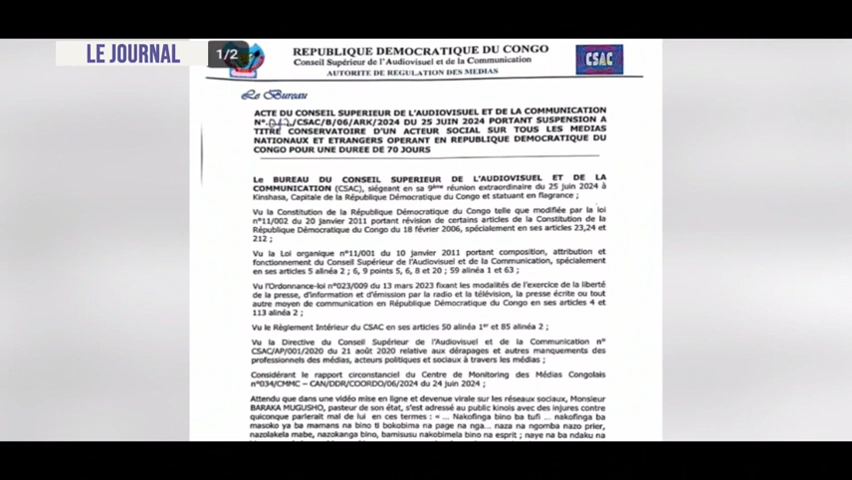 LE JOURNAL
1/2
REPUBLIQUE DEMOCRATIQUE DU CONGO
Conseil Supérieur de l'Audiovisuel et de la Communication
AUTORITE DE REGULATION DES MEDIAS
CSAC
Le Bureau
ACTE DU CONSEIL SUPERIEUR DE L'AUDIOVISUEL ET DE LA COMMUNICATION
N°. /CSAC/B/06/ARK/2024 DU 25 JUIN 2024 PORTANT SUSPENSION A
TITRE CONSERVATOIRE D'UN ACTEUR SOCIAL SUR TOUS LES MEDIAS
NATIONAUX ET ETRANGERS OPERANT EN REPUBLIQUE DEMOCRATIQUE DU
CONGO POUR UNE DUREE DE 70 JOURS
LE BUREAU DU CONSEIL SUPERIEUR DE L'AUDIOVISUEL ET DE LA
COMMUNICATION (CSAC), siégeant en sa 9ème réunion extraordinaire du 25 juin 2024 à
Kinshasa, Capitale de la République Démocratique du Congo et statuant en flagrance ;
Vu la Constitution de la République Démocratique du Congo telle que modifiée par la loi
n°11/002 du 20 janvier 2011 portant révision de certains articles de la Constitution de la
République Démocratique du Congo du 18 février 2006, spécialement en ses articles 23,24 et
212 ;
Vu la Loi organique n°11/001 du 10 janvier 2011 portant composition, attribution et
fonctionnement du Conseil Supérieur de l'Audiovisuel et de la Communication, spécialement
en ses articles 5 alinéa 2 ; 6, 9 points 5, 6, 8 et 20 ; 59 alinéa 1 et 63 ;
Vu l'Ordonnance-loi n°023/009 du 13 mars 2023 fixant les modalités de l'exercice de la liberté
de la presse, d'information et d'émission par la radio et la télévision, la presse écrite ou tout
autre moyen de communication en République Démocratique du Congo en ses articles 4 et
113 alinéa 2 ;
Vu le Règlement Intérieur du CSAC en ses articles 50 alinéa 1er et 85 alinéa 2 ;
Vu la Directive du Conseil Supérieur de l'Audiovisuel et de la Communication n°
CSAC/AP/001/2020 du 21 août 2020 relative aux dérapages et autres manquements des
professionnels des médias, acteurs politiques et sociaux à travers les médias ;
Considérant le rapport circonstanciel du Centre de Monitoring des Médias Congolais
n°034/CMMC – CAN/DDR/COORDO/06/2024 du 24 juin 2024 ;
Attendu que dans une vidéo mise en ligne et devenue virale sur les réseaux sociaux, Monsieur
BARAKA MUGUSHO, pasteur de son état, s'est adressé au public kinois avec des injures contre
quiconque parlerait mal de lui en ces termes : « ... Nakofinga bino ba tufi ... nakofinga ba
masoko ya ba mamans na bino ti bokobima na page na nga... naza na ngomba nazo prier,
nazolakela mabe, nazokanga bino, bamisusu nakobimela bino na esprit ; naye na ba ndaku na